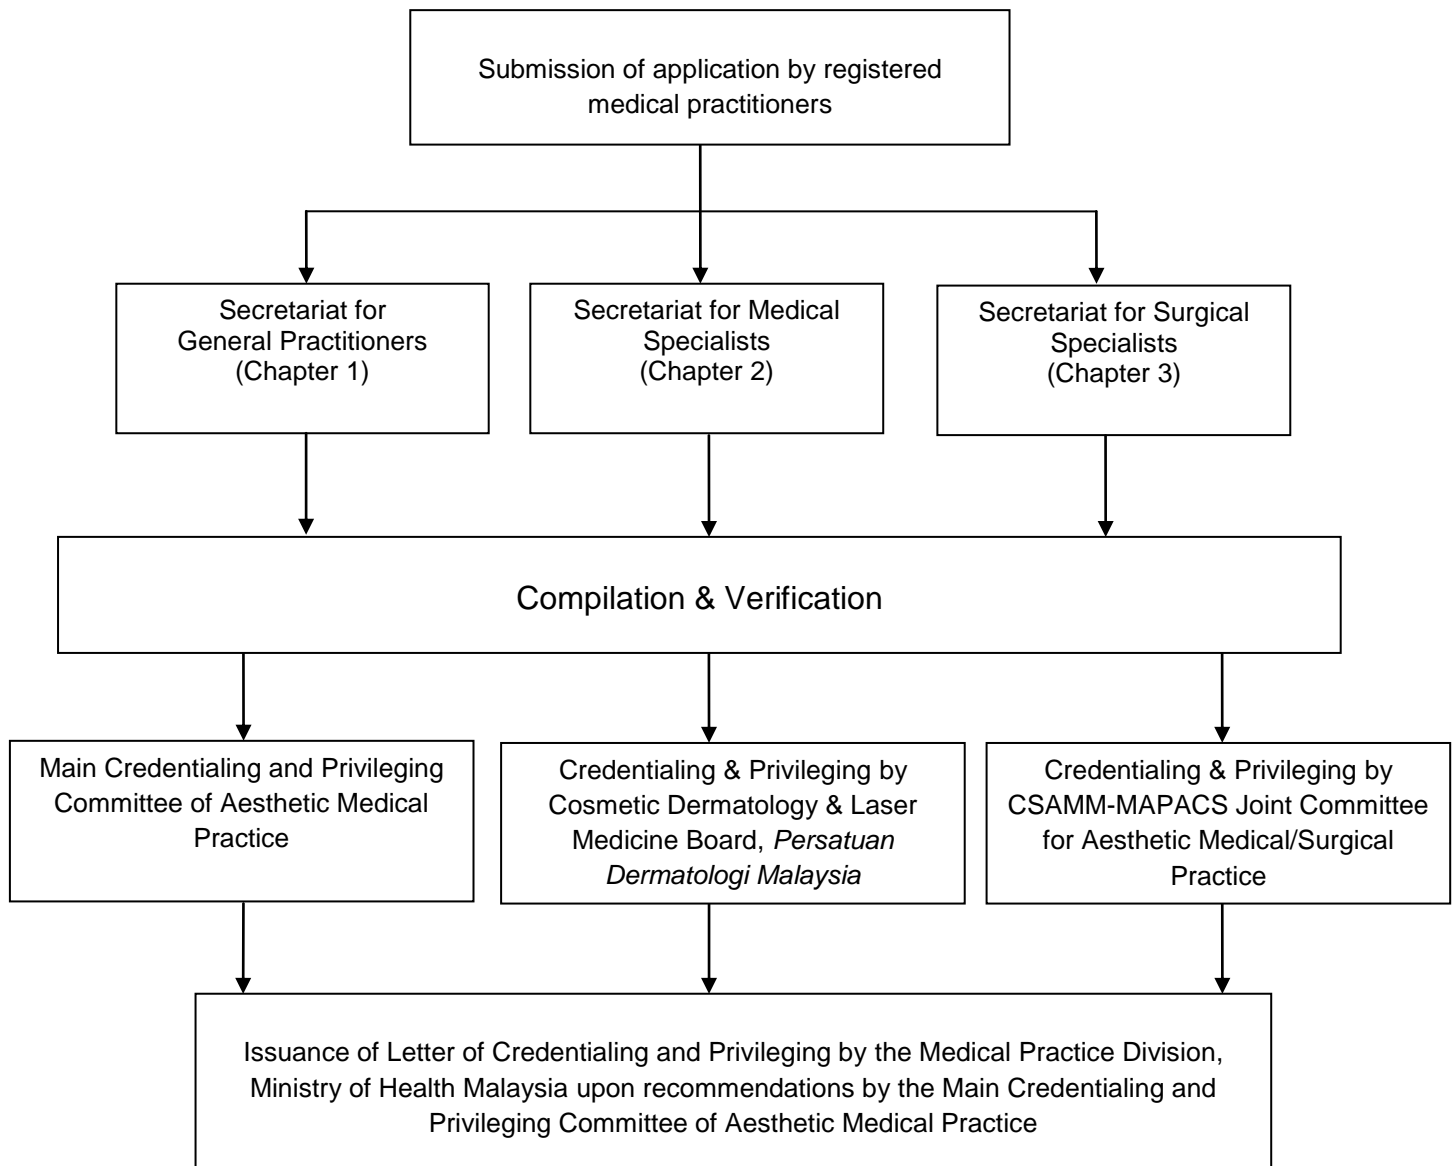 Submission of application by registered
medical practitioners
Secretariat for
General Practitioners
(Chapter 1)
Secretariat for Medical
Specialists
(Chapter 2)
Secretariat for Surgical
Specialists
(Chapter 3)
Compilation & Verification
Main Credentialing and Privileging
Committee of Aesthetic Medical
Practice
Credentialing & Privileging by
Cosmetic Dermatology & Laser
Medicine Board, Persatuan
Dermatologi Malaysia
Credentialing & Privileging by
CSAMM-MAPACS Joint Committee
for Aesthetic Medical/Surgical
Practice
Issuance of Letter of Credentialing and Privileging by the Medical Practice Division,
Ministry of Health Malaysia upon recommendations by the Main Credentialing and
Privileging Committee of Aesthetic Medical Practice